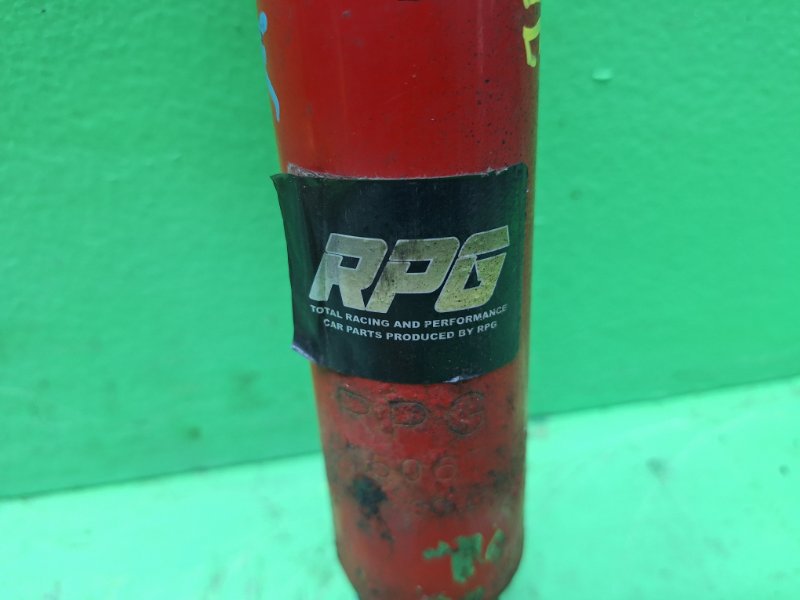 RPG
TOTAL RACING AND PERFORMANCE
CAR PARTS PRODUCED BY RPG
RPG